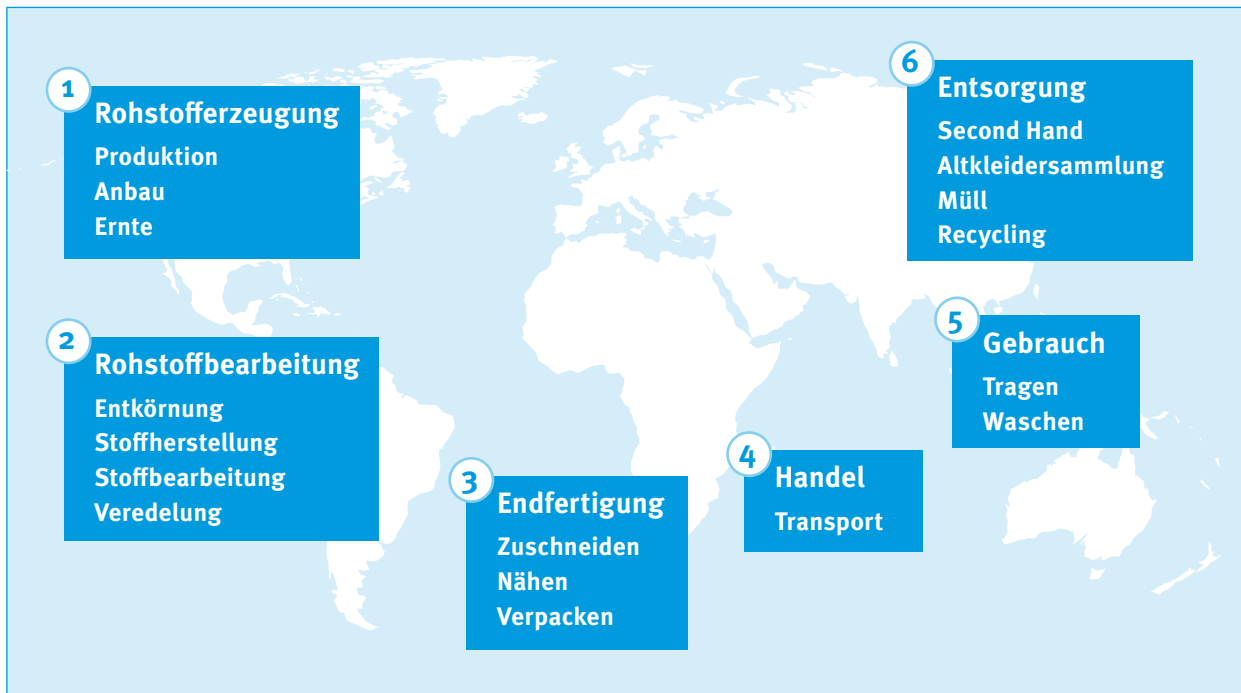 1
Rohstofferzeugung
Produktion
Anbau
Ernte
2
Rohstoffbearbeitung
Entkörnung
Stoffherstellung
Stoffbearbeitung
Veredelung
3
Endfertigung
Zuschneiden
Nähen
Verpacken
4
Handel
Transport
5
Gebrauch
Tragen
Waschen
6
Entsorgung
Second Hand
Altkleidersammlung
Müll
Recycling